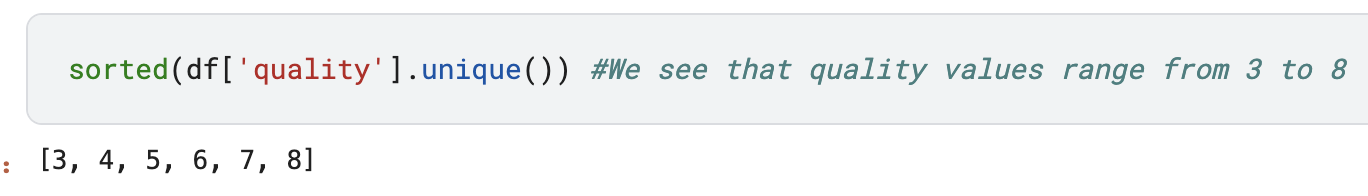 sorted(df['quality'].unique()) #We see that quality values range from 3 to 8
: [3, 4, 5, 6, 7, 8]